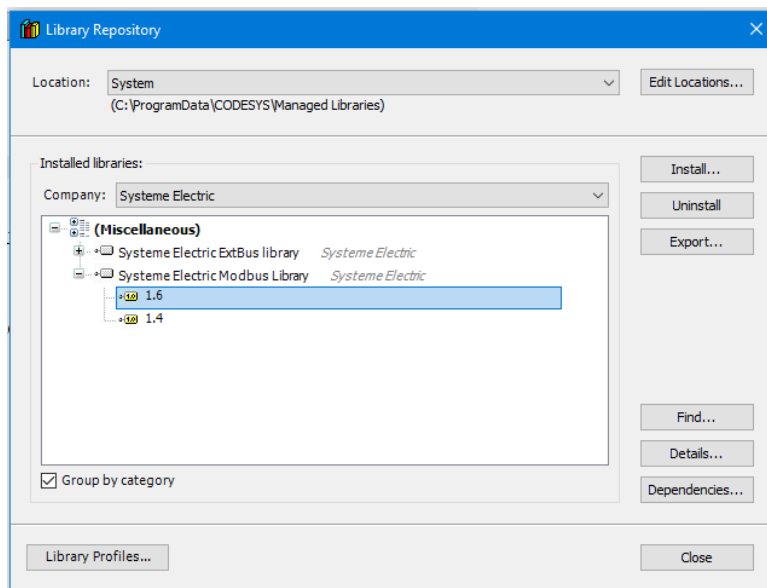 Library Repository
Location: System Edit Locations...
(C:\ProgramData\CODESYS\Managed Libraries)
Installed libraries:
Install...
Company: Systeme Electric
Uninstall
(Miscellaneous)
Export...
Systeme Electric ExtBus library Systeme Electric
Systeme Electric Modbus Library Systeme Electric
1.6
1.4
Find...
Details...
Group by category
Dependencies...
Library Profiles... Close